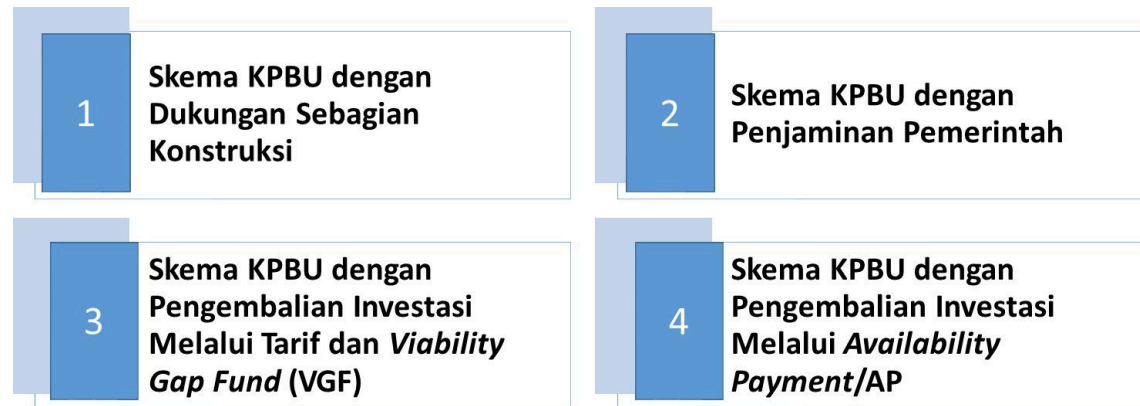 1
Skema KPBU dengan
Dukungan Sebagian
Konstruksi
2
Skema KPBU dengan
Penjaminan Pemerintah
3
Skema KPBU dengan
Pengembalian Investasi
Melalui Tarif dan Viability
Gap Fund (VGF)
4
Skema KPBU dengan
Pengembalian Investasi
Melalui Availability
Payment/AP